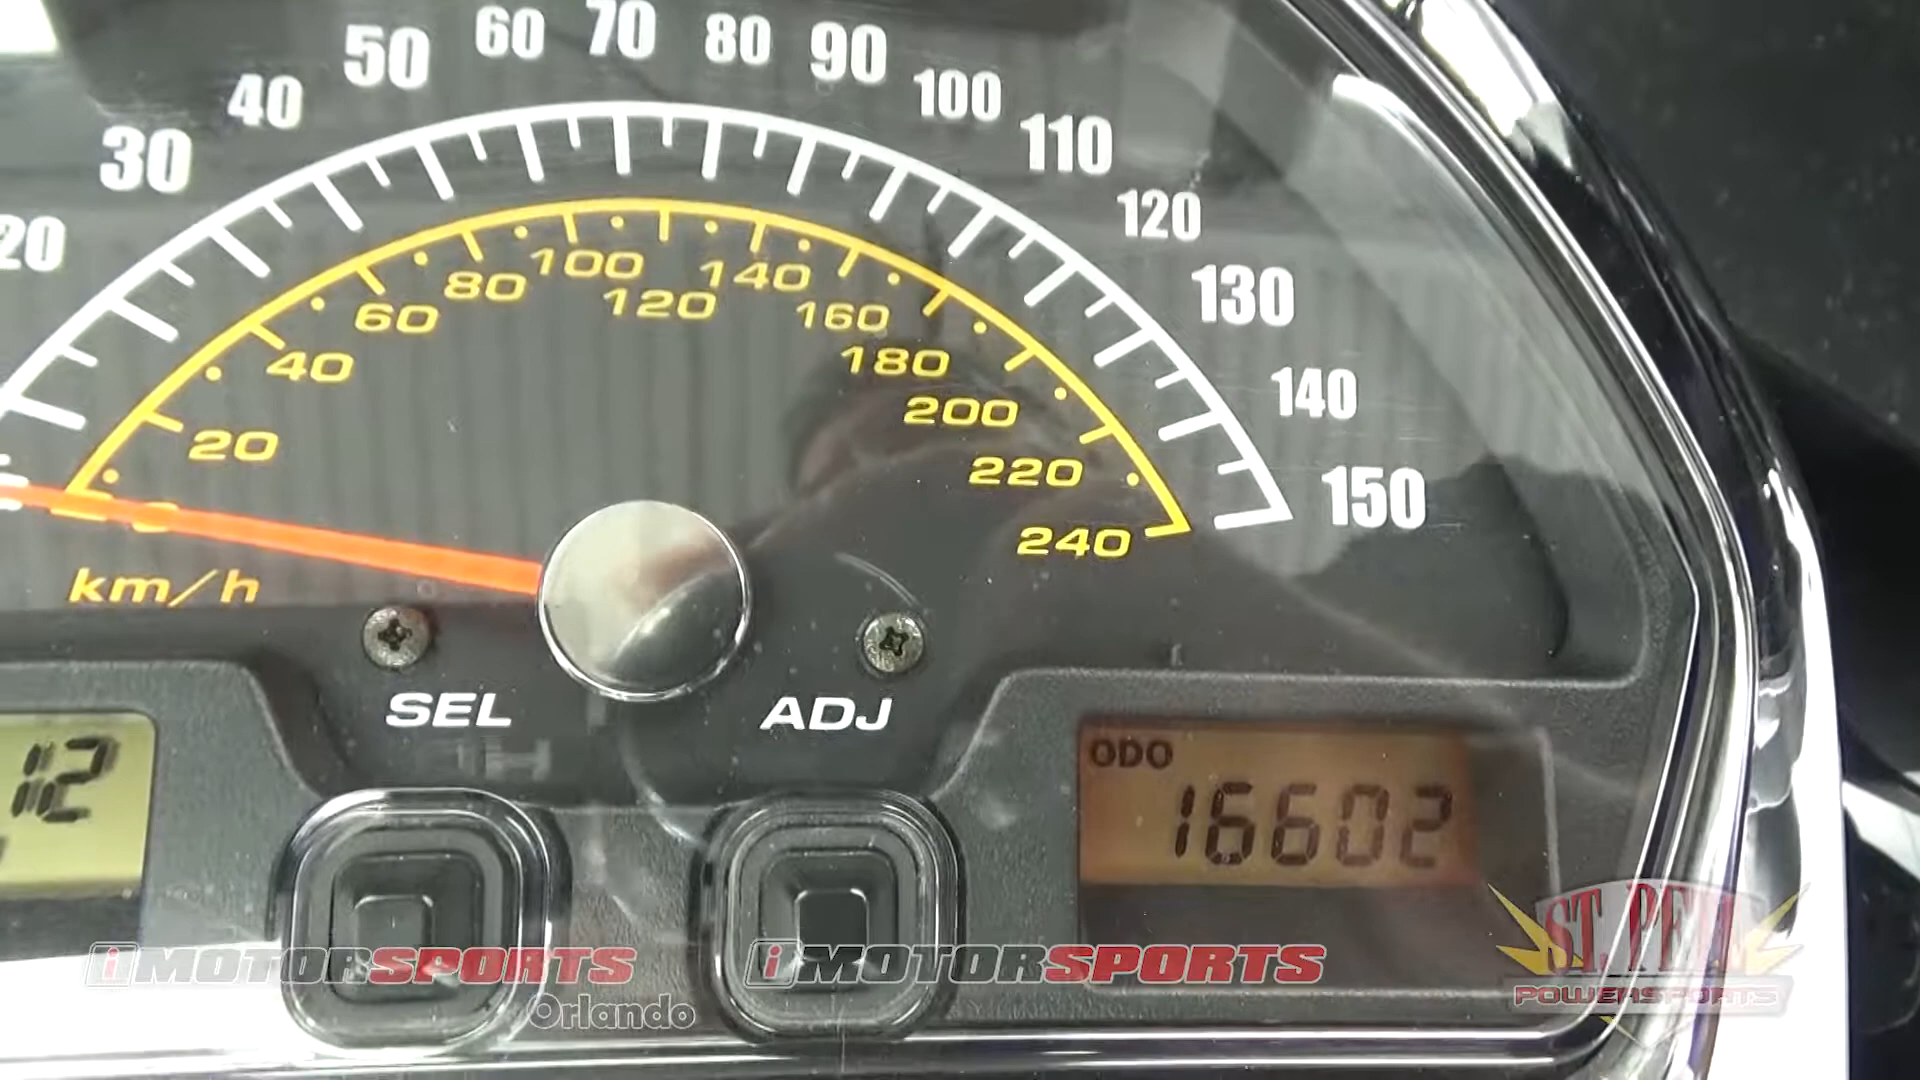 50 60 70 80 90
40 100
30 110
20 120
130
140
150
20 40 60 80 100 120 140 160 180 200 220 240
km/h
SEL
ADJ
12
ODO
16602
iMOTORSPORTS
Orlando
iMOTORSPORTS
ST. PETE
POWERSPORTS